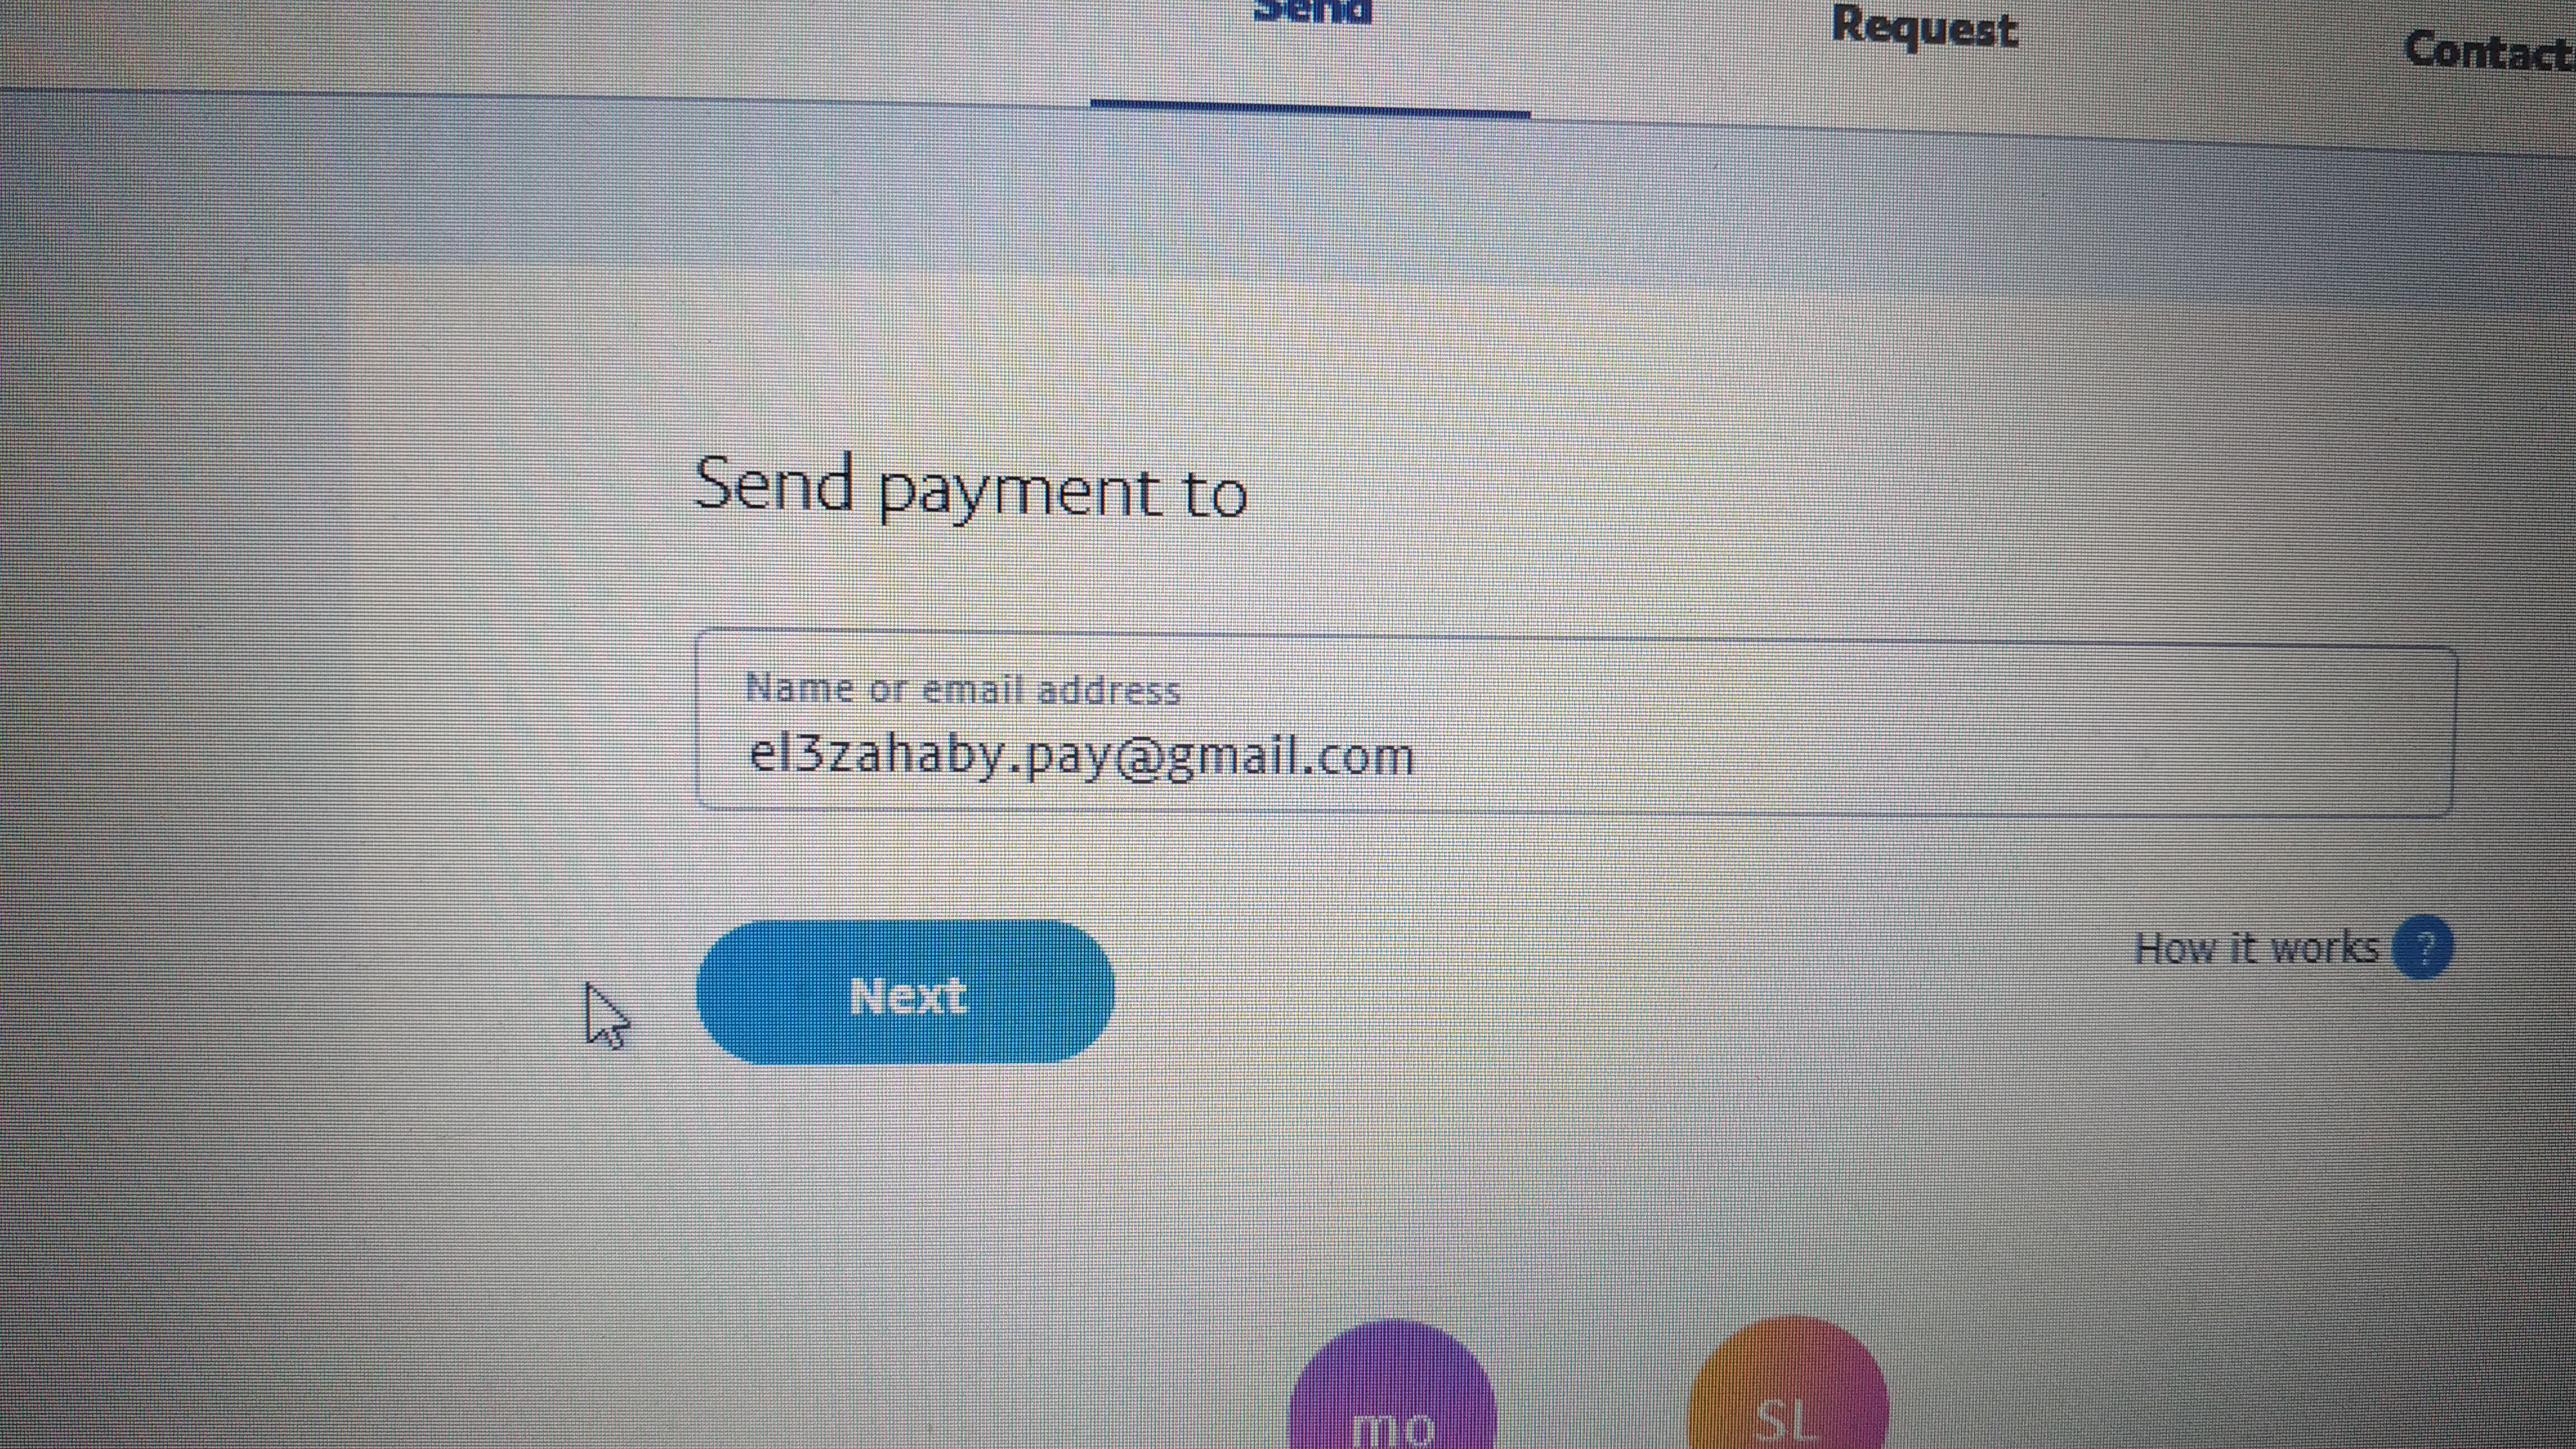 Send
Request
Contact
Send payment to
Name or email address
el3zahaby.pay@gmail.com
Next
How it works ?
mo
SL